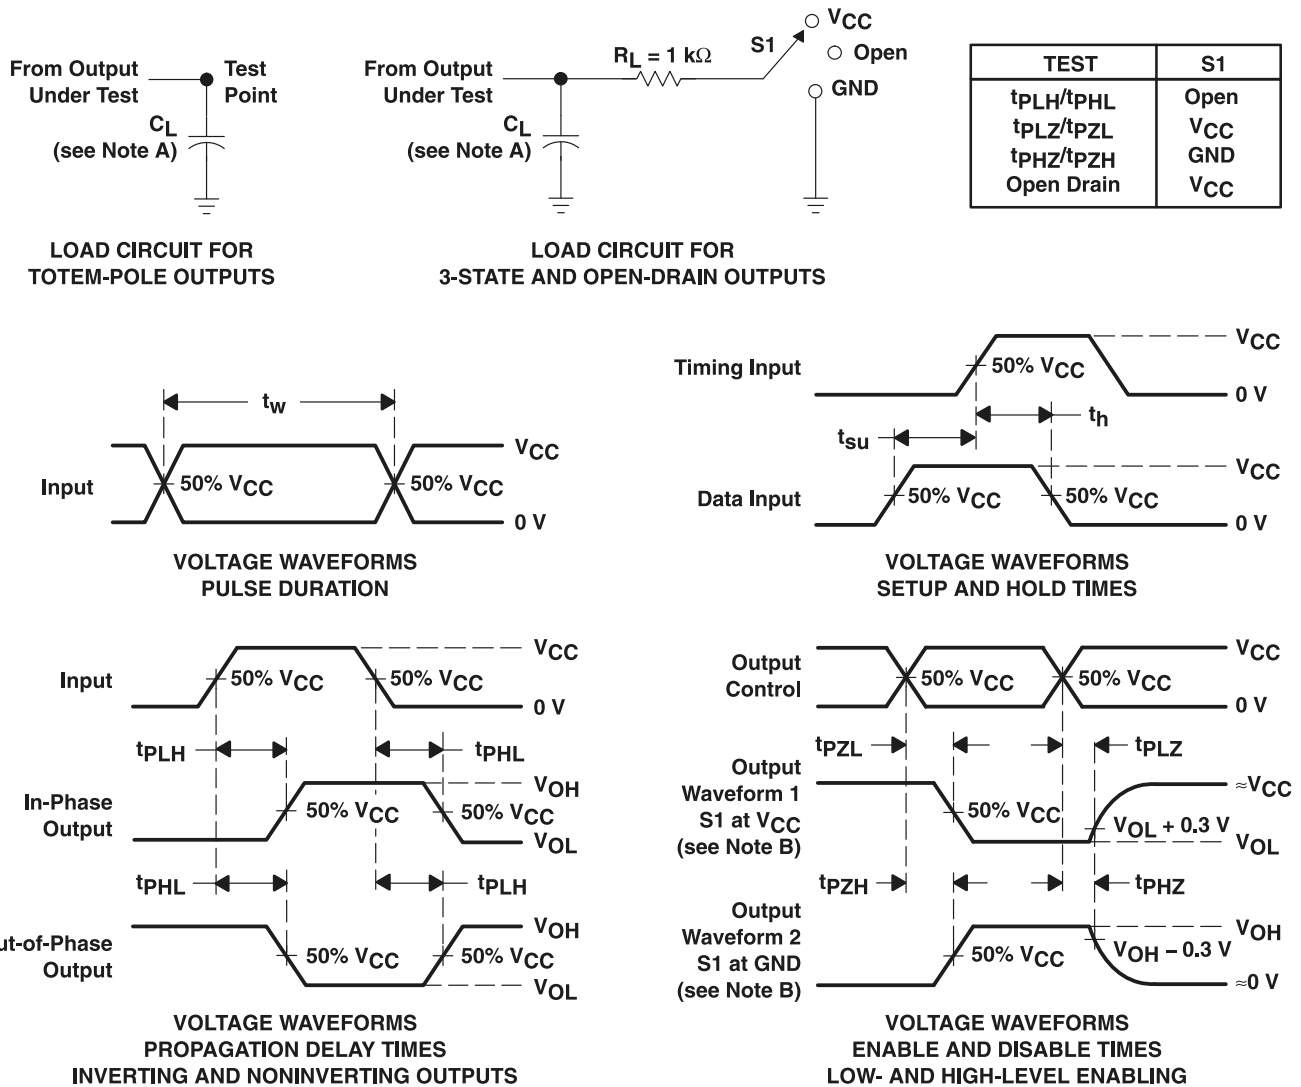 From Output
Under Test
Test
Point
CL
(see Note A)
LOAD CIRCUIT FOR
TOTEM-POLE OUTPUTS
From Output
Under Test
CL
(see Note A)
RL = 1 kΩ
S1
VCC
Open
GND
LOAD CIRCUIT FOR
3-STATE AND OPEN-DRAIN OUTPUTS
TEST S1
tPLH/tPHL Open
tPLZ/tPZL VCC
tPHZ/tPZH GND
Open Drain VCC
tw
Input
50% VCC
50% VCC
VCC
0 V
VOLTAGE WAVEFORMS
PULSE DURATION
Timing Input
50% VCC
VCC
0 V
th
tsu
Data Input
50% VCC
50% VCC
VCC
0 V
VOLTAGE WAVEFORMS
SETUP AND HOLD TIMES
Input
50% VCC
50% VCC
VCC
0 V
tPLH
tPHL
In-Phase
Output
50% VCC
50% VCC
VOH
VOL
tPHL
tPLH
ut-of-Phase
Output
50% VCC
50% VCC
VOH
VOL
VOLTAGE WAVEFORMS
PROPAGATION DELAY TIMES
INVERTING AND NONINVERTING OUTPUTS
Output
Control
50% VCC
50% VCC
VCC
0 V
tPZL
tPLZ
Output
Waveform 1
S1 at VCC
(see Note B)
50% VCC
VOL + 0.3 V
≈VCC
VOL
tPZH
tPHZ
Output
Waveform 2
S1 at GND
(see Note B)
50% VCC
VOH − 0.3 V
VOH
≈0 V
VOLTAGE WAVEFORMS
ENABLE AND DISABLE TIMES
LOW- AND HIGH-LEVEL ENABLING